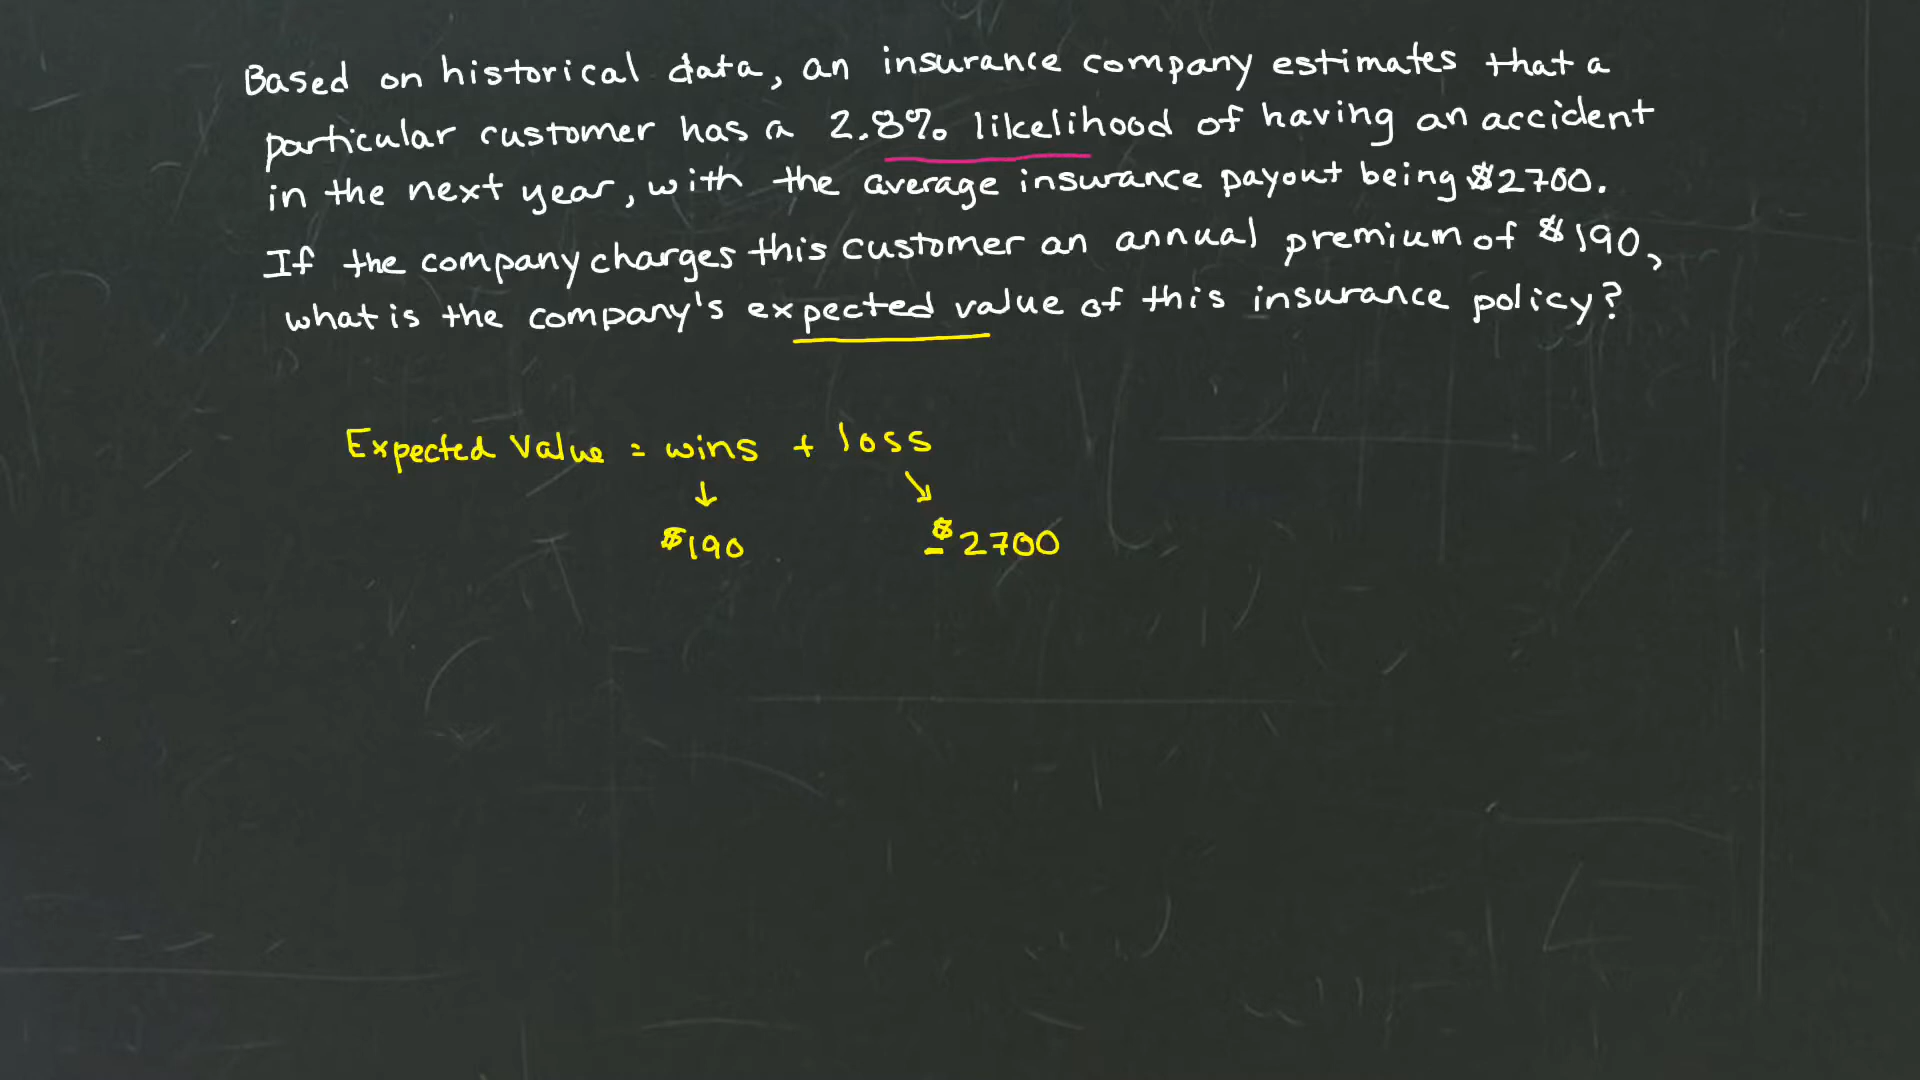 Based on historical data, an insurance company estimates that a
particular customer has a 2.8% likelihood of having an accident
in the next year, with the average insurance payout being $2700.
If the company charges this customer an annual premium of $190,
what is the company's expected value of this insurance policy?
Expected Value = wins + loss
↓ ↘
$190 -$2700